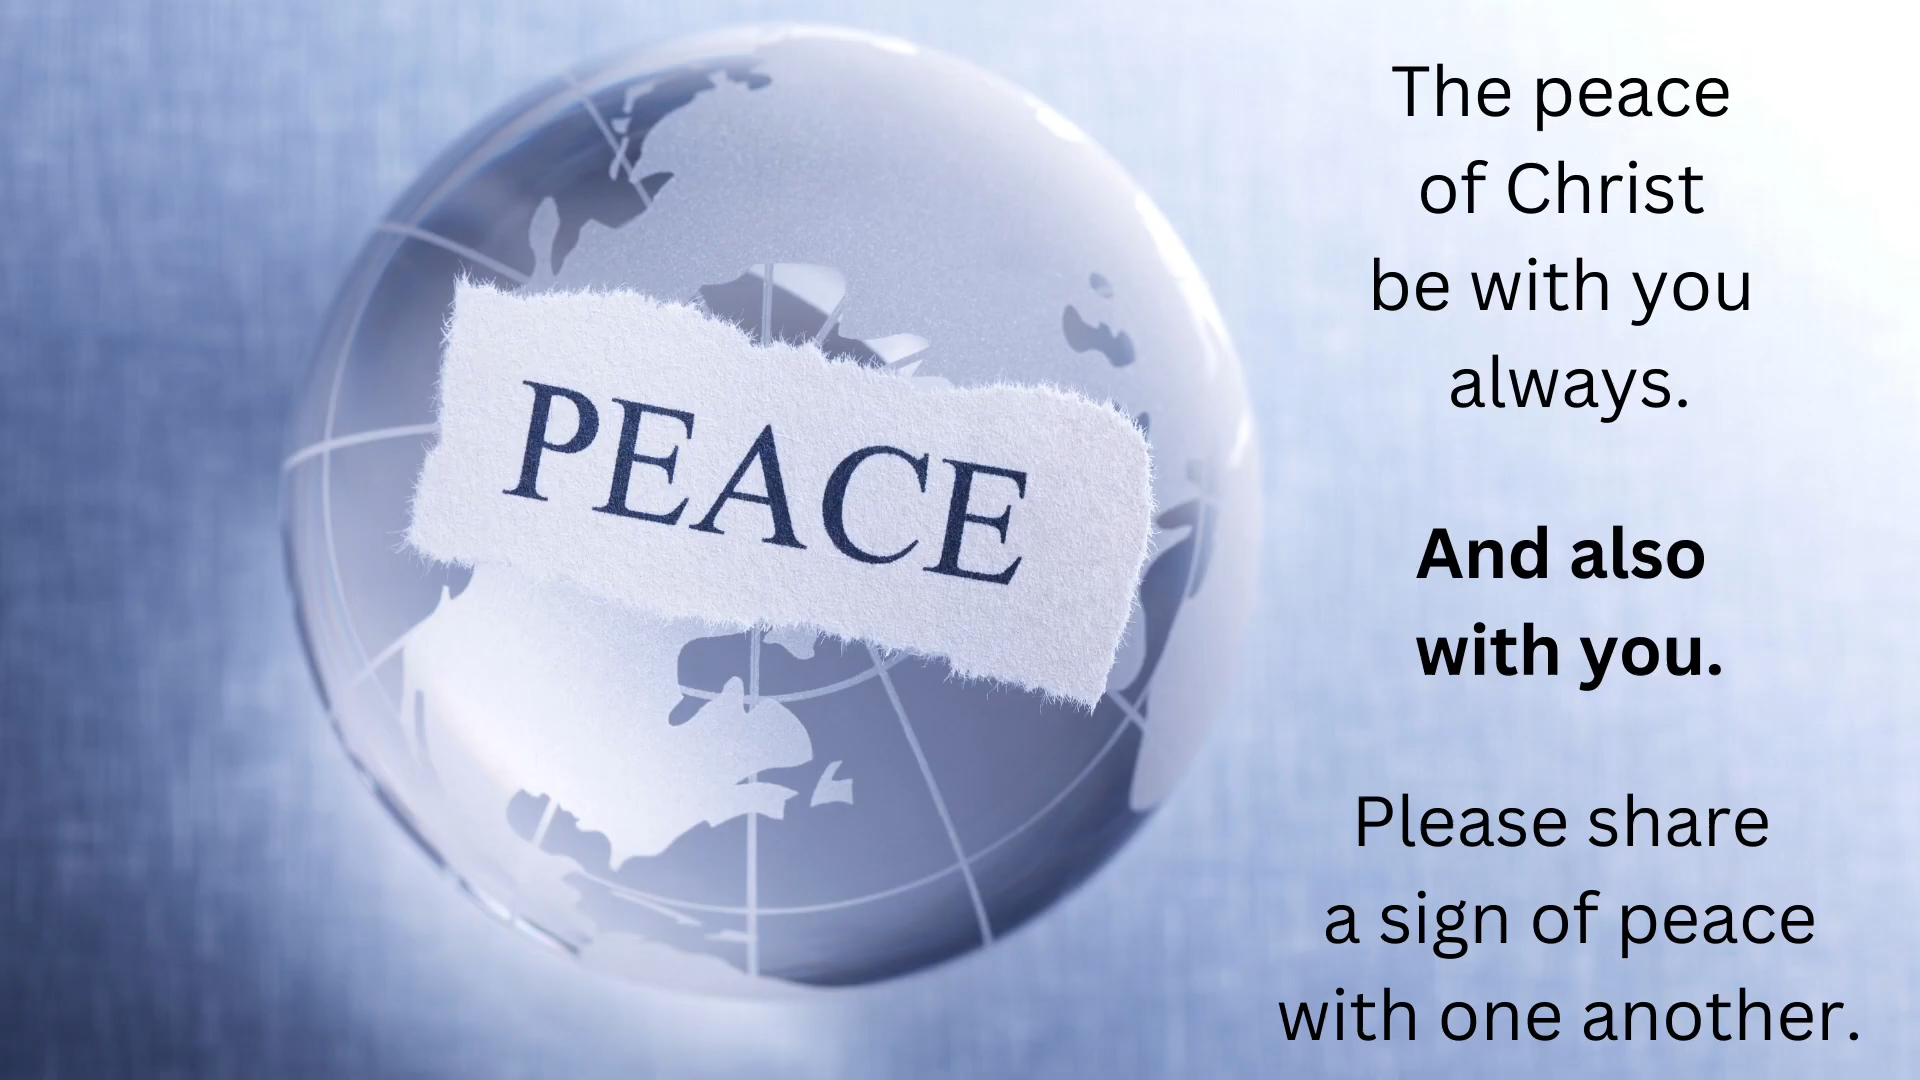 PEACE
The peace
of Christ
be with you
always.
And also
with you.
Please share
a sign of peace
with one another.